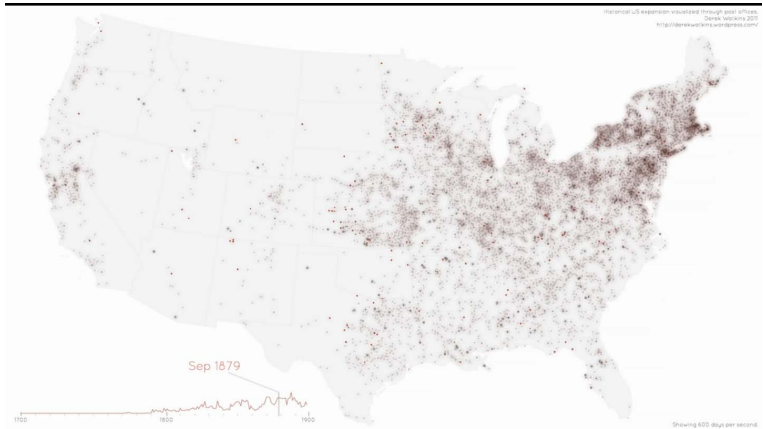 Historical US expansion visualized through post offices.
Derek Watkins 2011
http://derekwatkins.wordpress.com/
Sep 1879
1700
1800
1900
Showing 600 days per second.